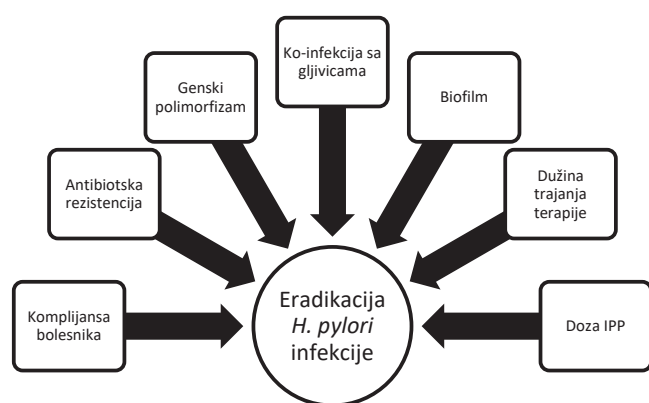 Ko-infekcija sa
gljivicama
Genski
polimorfizam
Biofilm
Antibiotska
rezistencija
Dužina
trajanja
terapije
Komplijansa
bolesnika
Eradikacija
H. pylori
infekcije
Doza IPP